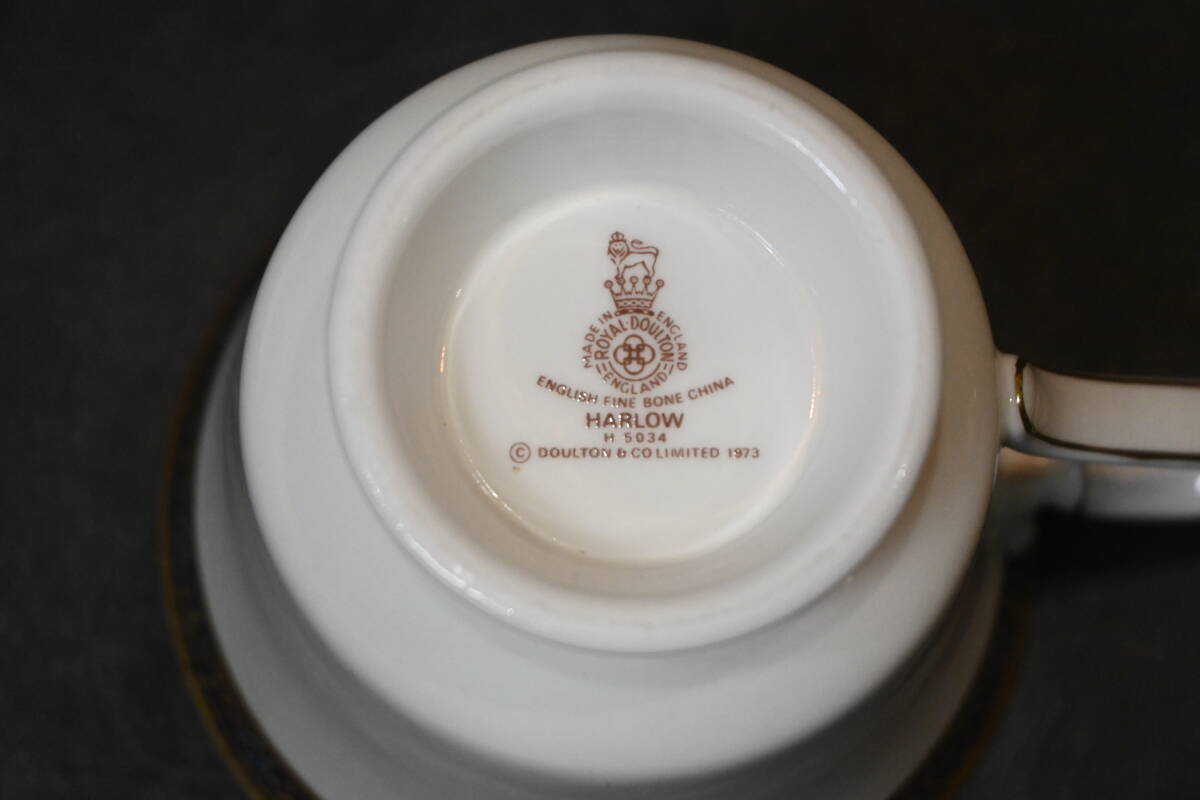 MADE IN ENGLAND
ROYAL·DOULTON
ENGLAND
ENGLISH FINE BONE CHINA
HARLOW
H 5034
© DOULTON & CO LIMITED 1973